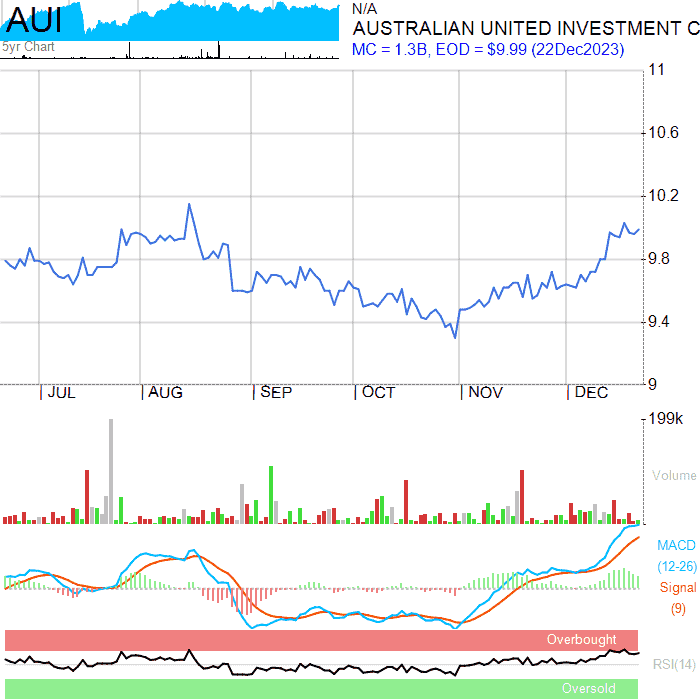 AUI
5yr Chart
N/A
AUSTRALIAN UNITED INVESTMENT C
MC = 1.3B, EOD = $9.99 (22Dec2023)
11
10.6
10.2
9.8
9.4
9
JUL AUG SEP OCT NOV DEC
199k
Volume
MACD
(12-26)
Signal
(9)
Overbought
RSI(14)
Oversold